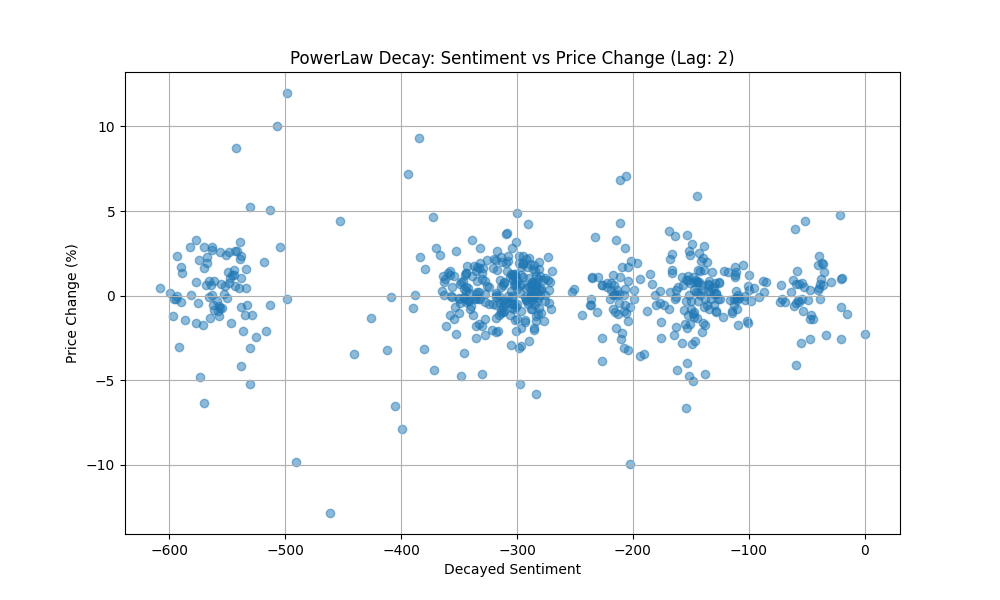 PowerLaw Decay: Sentiment vs Price Change (Lag: 2)
Price Change (%)
10
5
0
−5
−10
−600 −500 −400 −300 −200 −100 0
Decayed Sentiment